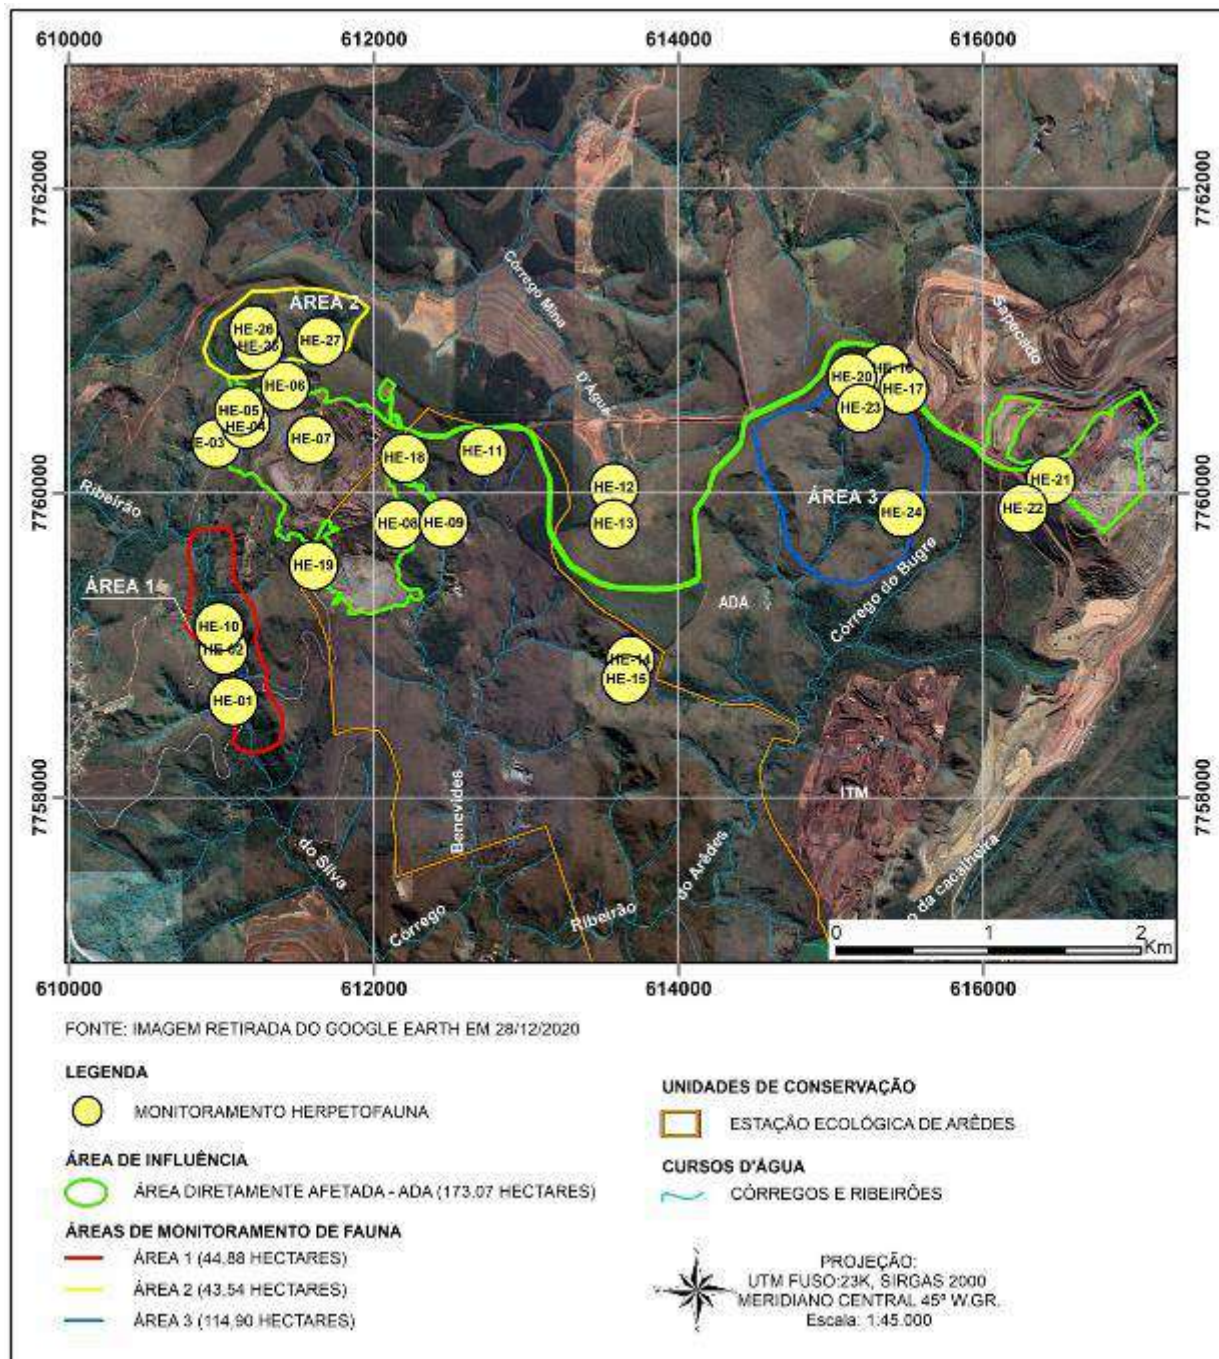 610000 612000 614000 616000
7762000 7762000
Córrego Mina
D'Água
Sapecado
ÁREA 2
HE-26
HE-25
HE-27
HE-06
HE-05
HE-04
HE-03
HE-07
HE-18
HE-11
HE-20
HE-16
HE-17
HE-23
HE-12
HE-13
HE-21
HE-22
7760000 7760000
Ribeirão
ÁREA 3
HE-24
HE-08
HE-09
HE-19
Córrego do Bugre
ÁREA 1
ADA
HE-10
HE-02
HE-01
HE-14
HE-15
7758000 7758000
ITM
Benevides
do Silva
Córrego
Ribeirão
do Arêdes
da cacalheira
0 1 2
Km
610000 612000 614000 616000
FONTE: IMAGEM RETIRADA DO GOOGLE EARTH EM 28/12/2020
LEGENDA
MONITORAMENTO HERPETOFAUNA
ÁREA DE INFLUÊNCIA
ÁREA DIRETAMENTE AFETADA - ADA (173.07 HECTARES)
ÁREAS DE MONITORAMENTO DE FAUNA
ÁREA 1 (44.88 HECTARES)
ÁREA 2 (43.54 HECTARES)
ÁREA 3 (114.90 HECTARES)
UNIDADES DE CONSERVAÇÃO
ESTAÇÃO ECOLÓGICA DE ARÊDES
CURSOS D'ÁGUA
CÓRREGOS E RIBEIRÕES
PROJEÇÃO:
UTM FUSO:23K, SIRGAS 2000
MERIDIANO CENTRAL 45º W.GR.
Escala: 1:45.000